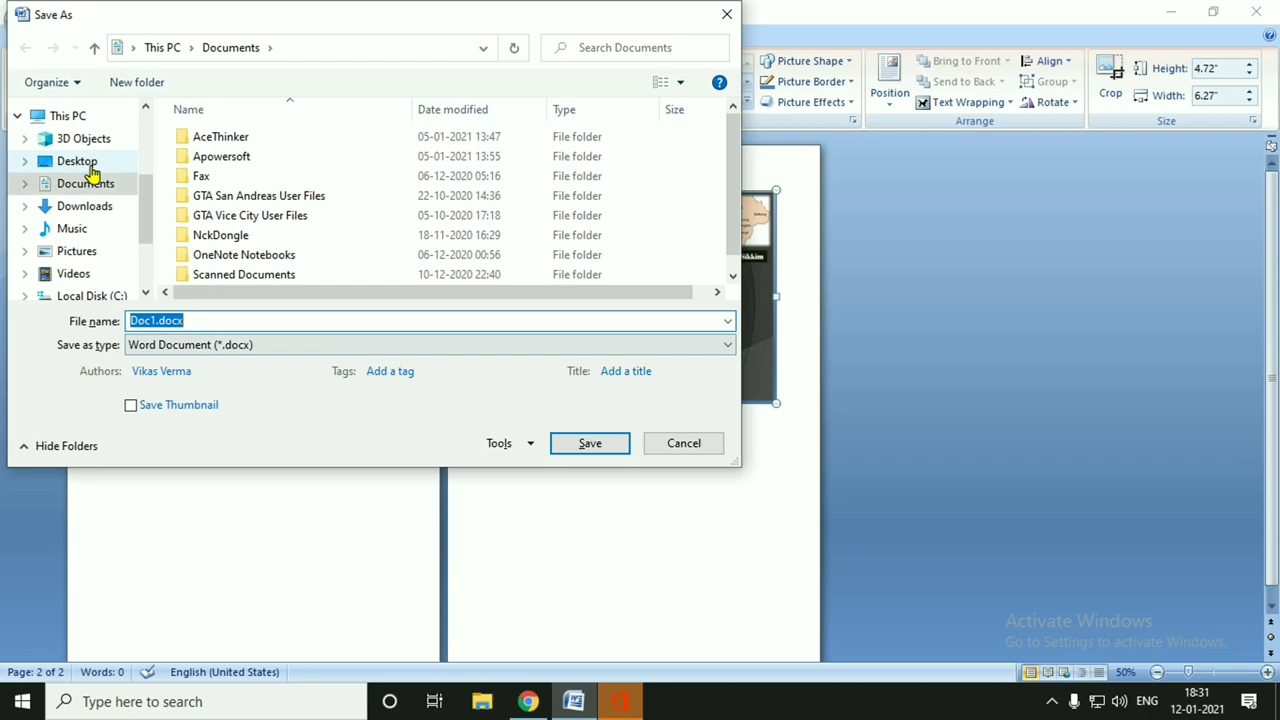 Save As
This PC › Documents ›
Search Documents
Organize
New folder
This PC
3D Objects
Desktop
Documents
Downloads
Music
Pictures
Videos
Local Disk (C:)
Name Date modified Type Size
AceThinker 05-01-2021 13:47 File folder
Apowersoft 05-01-2021 13:55 File folder
Fax 06-12-2020 05:16 File folder
GTA San Andreas User Files 22-10-2020 14:36 File folder
GTA Vice City User Files 05-10-2020 17:18 File folder
NckDongle 18-11-2020 16:29 File folder
OneNote Notebooks 06-12-2020 00:56 File folder
Scanned Documents 10-12-2020 22:40 File folder
File name: Doc1.docx
Save as type: Word Document (*.docx)
Authors: Vikas Verma Tags: Add a tag Title: Add a title
Save Thumbnail
Hide Folders
Tools Save Cancel
Picture Shape
Picture Border
Picture Effects
Position
Bring to Front
Send to Back
Text Wrapping
Align
Group
Rotate
Arrange
Crop
Height: 4.72"
Width: 6.27"
Size
Sikkim
Activate Windows
Go to Settings to activate Windows.
Page: 2 of 2 Words: 0 English (United States) 50%
Type here to search
ENG
18:31
12-01-2021